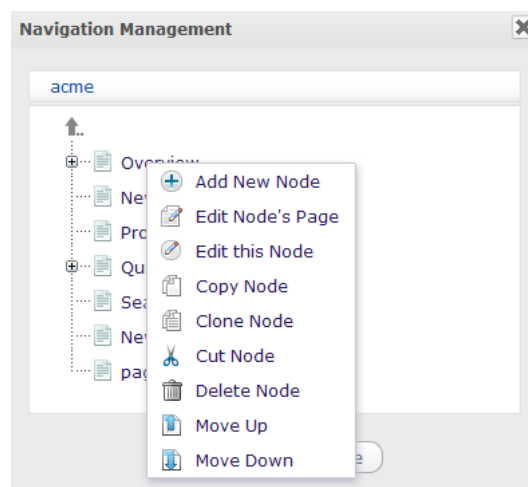 Navigation Management
acme
Overview
Add New Node
Edit Node's Page
Edit this Node
Copy Node
Clone Node
Cut Node
Delete Node
Move Up
Move Down